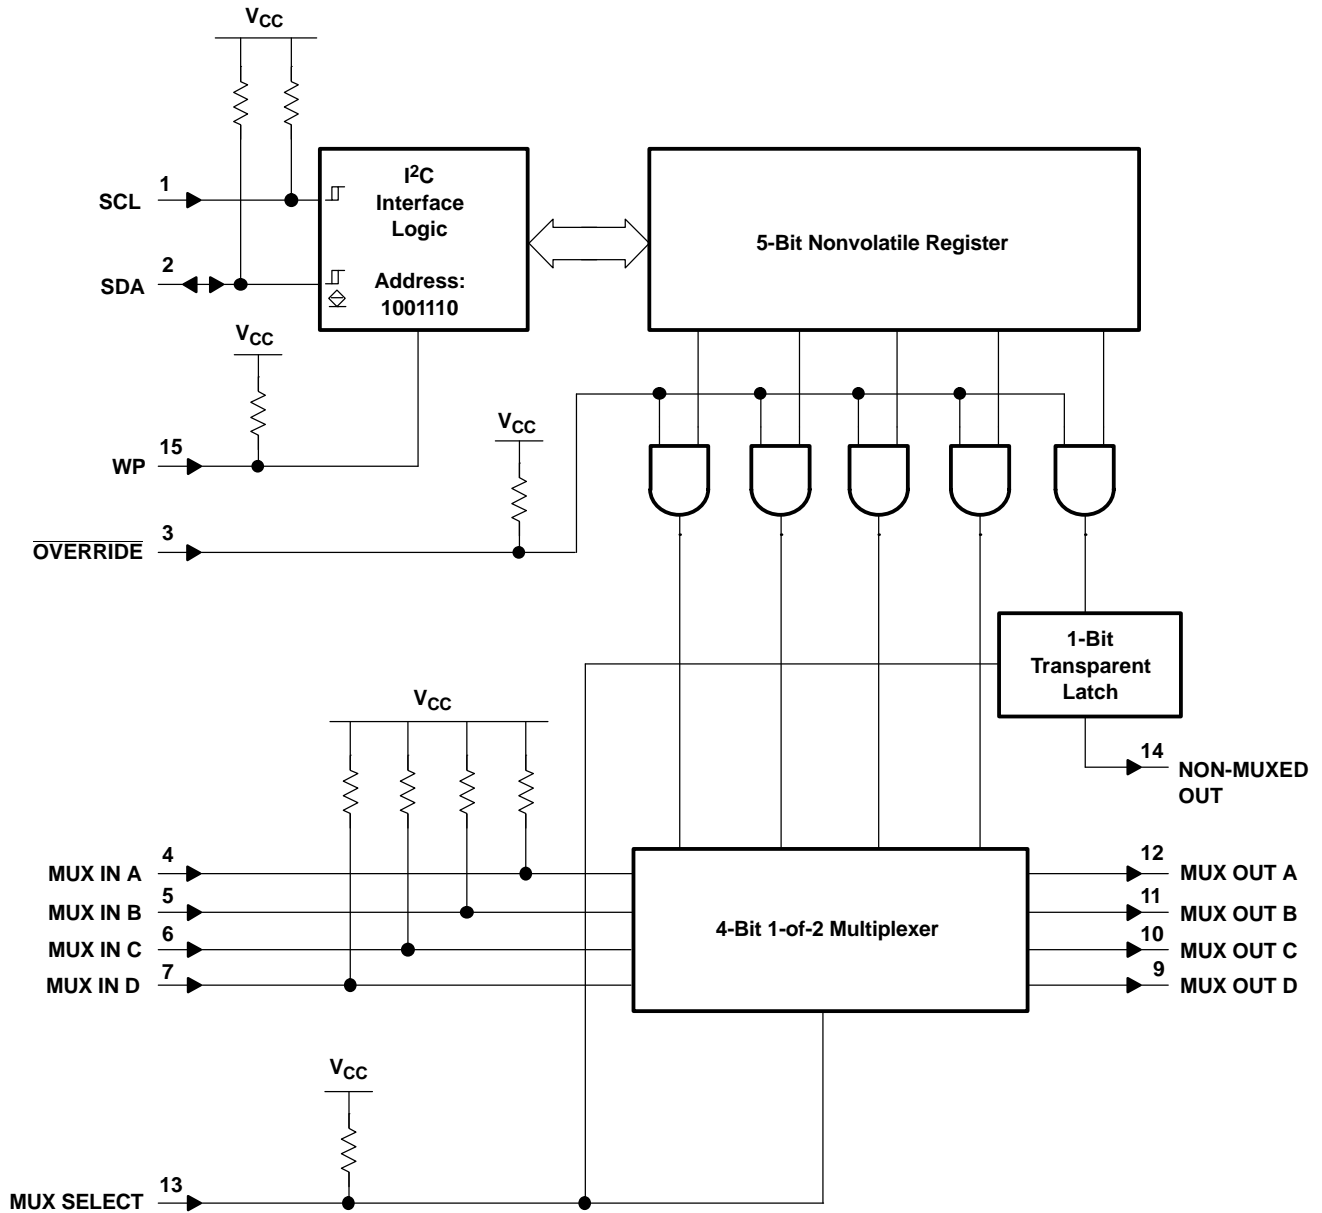 VCC
1
SCL
2
SDA
I2C
Interface
Logic
Address:
1001110
5-Bit Nonvolatile Register
VCC
15
WP
VCC
3
OVERRIDE
1-Bit
Transparent
Latch
14
NON-MUXED
OUT
VCC
4
MUX IN A
5
MUX IN B
6
MUX IN C
7
MUX IN D
4-Bit 1-of-2 Multiplexer
12
MUX OUT A
11
MUX OUT B
10
MUX OUT C
9
MUX OUT D
VCC
13
MUX SELECT